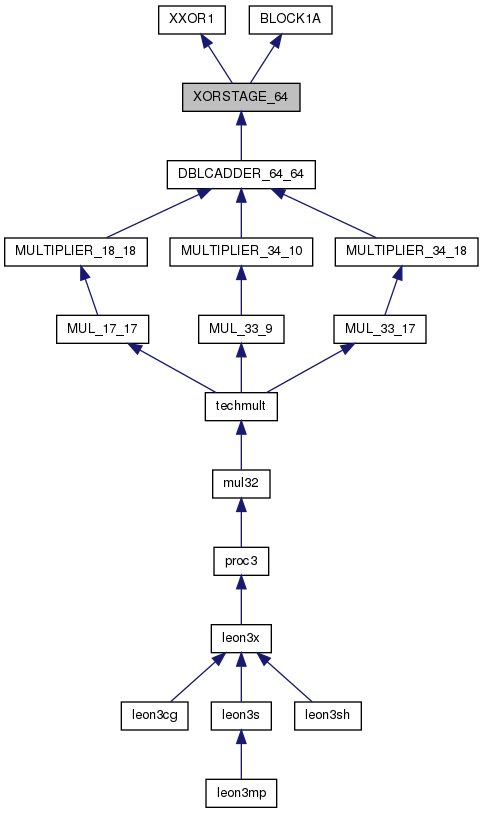 XXOR1
BLOCK1A
XORSTAGE_64
DBLCADDER_64_64
MULTIPLIER_18_18
MULTIPLIER_34_10
MULTIPLIER_34_18
MUL_17_17
MUL_33_9
MUL_33_17
techmult
mul32
proc3
leon3x
leon3cg
leon3s
leon3sh
leon3mp